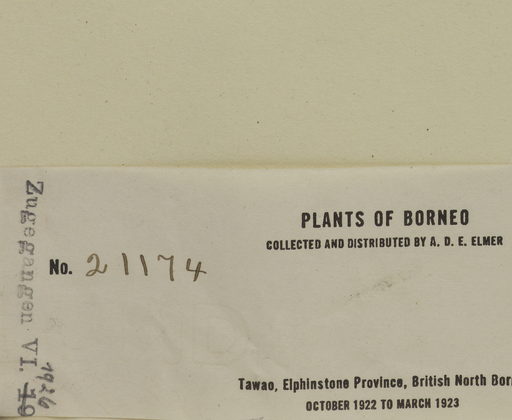 PLANTS OF BORNEO
COLLECTED AND DISTRIBUTED BY A. D. E. ELMER
No. 21174
Tawao, Elphinstone Province, British North Bor
OCTOBER 1922 TO MARCH 1923
Zugegangen VI. 19
1926